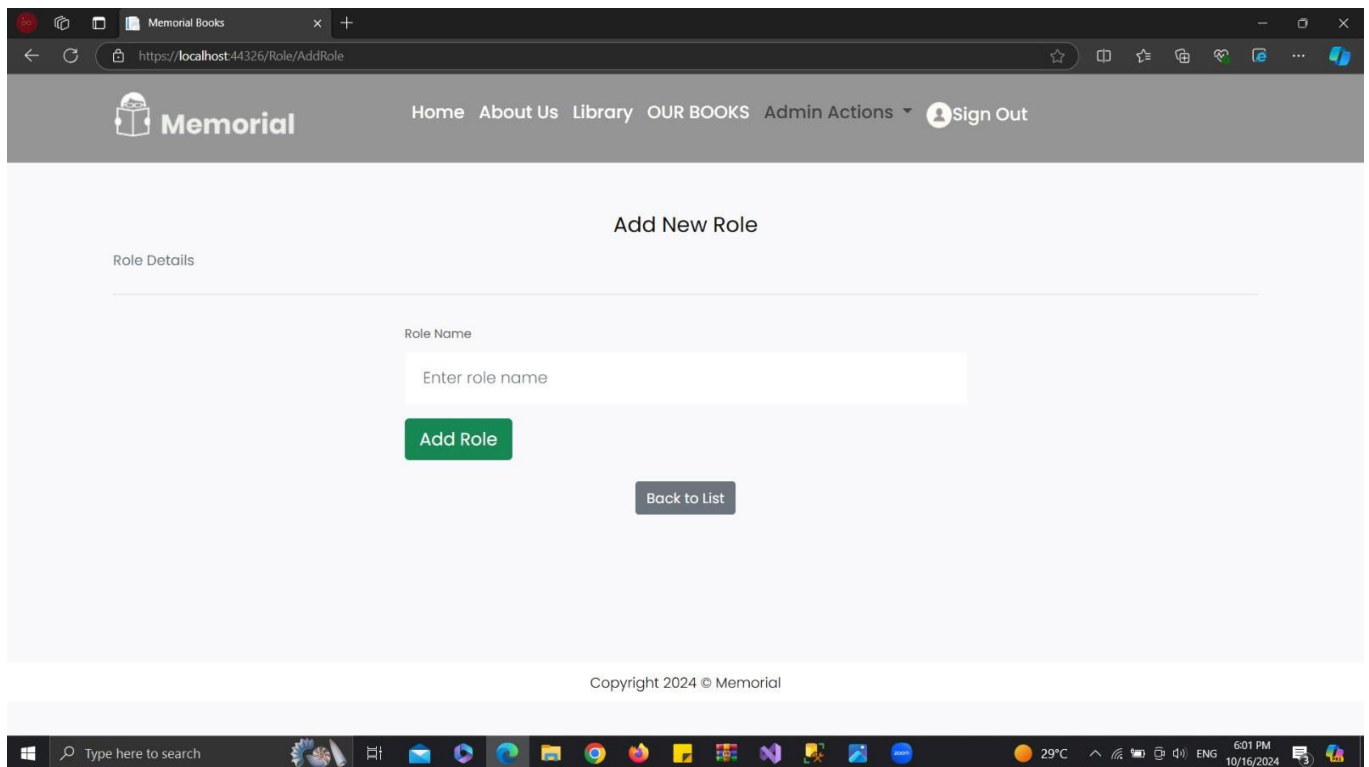 Memorial Books
https://localhost:44326/Role/AddRole
Memorial
Home About Us Library OUR BOOKS Admin Actions Sign Out
Add New Role
Role Details
Role Name
Enter role name
Add Role
Back to List
Copyright 2024 © Memorial
Type here to search
zoom
29°C
ENG
6:01 PM
10/16/2024
3